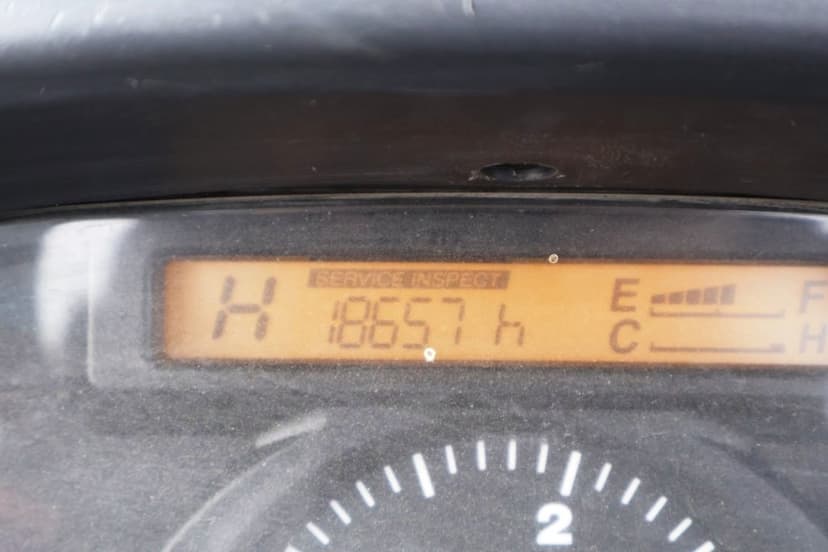 SERVICE INSPECT
H 18657 h
E F
C H
2